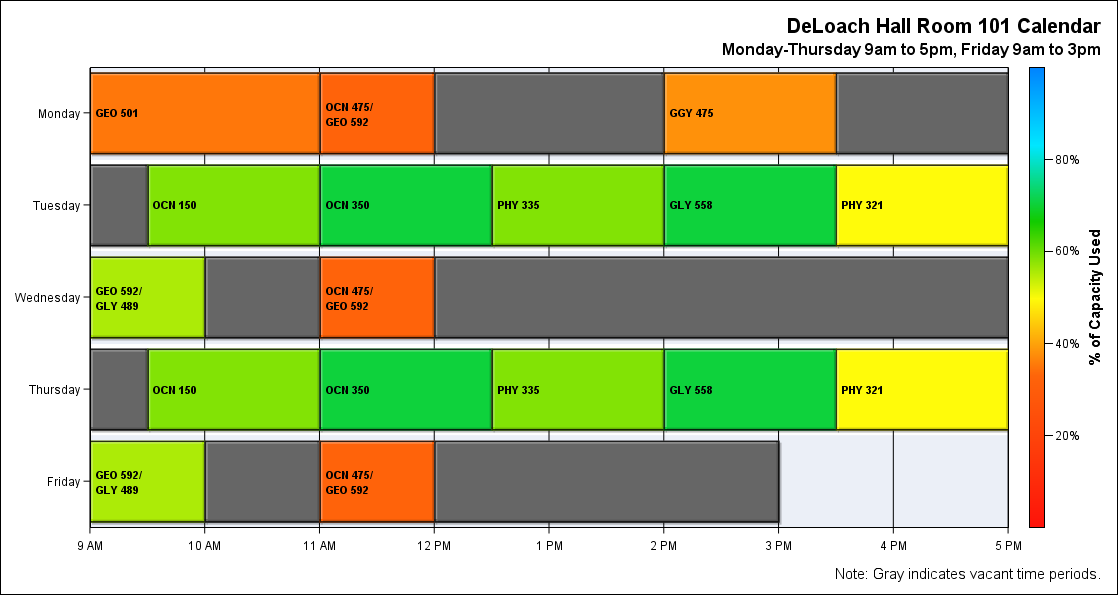 DeLoach Hall Room 101 Calendar
Monday-Thursday 9am to 5pm, Friday 9am to 3pm
Monday
GEO 501
OCN 475/
GEO 592
GGY 475
Tuesday
OCN 150
OCN 350
PHY 335
GLY 558
PHY 321
Wednesday
GEO 592/
GLY 489
OCN 475/
GEO 592
Thursday
OCN 150
OCN 350
PHY 335
GLY 558
PHY 321
Friday
GEO 592/
GLY 489
OCN 475/
GEO 592
9 AM
10 AM
11 AM
12 PM
1 PM
2 PM
3 PM
4 PM
5 PM
80%
60%
40%
20%
% of Capacity Used
Note: Gray indicates vacant time periods.